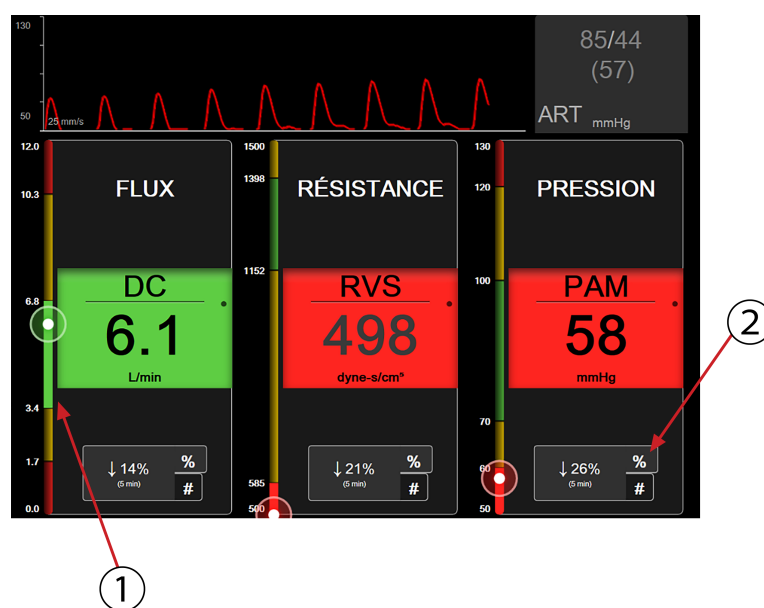 130
50
25 mm/s
85/44
(57)
ART mmHg
12.0
10.3
6.8
3.4
1.7
0.0
FLUX
DC
6.1
L/min
↓ 14%
(5 min)
%
#
1500
1398
1152
585
500
RÉSISTANCE
RVS
498
dyne-s/cm⁵
↓ 21%
(5 min)
%
#
130
120
100
70
60
50
PRESSION
PAM
58
mmHg
↓ 26%
(5 min)
%
#
1
2